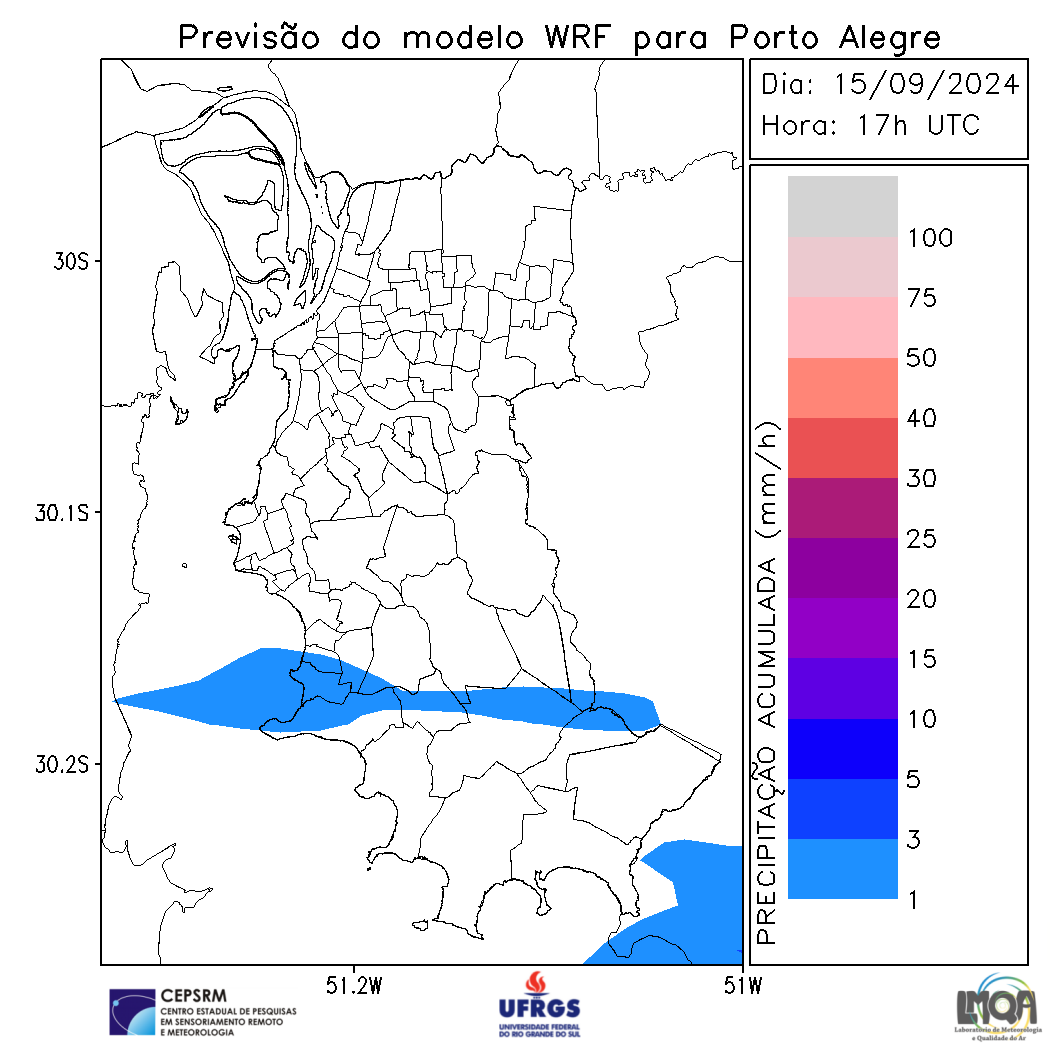 Previsão do modelo WRF para Porto Alegre
Dia: 15/09/2024
Hora: 17h UTC
30S
30.1S
30.2S
51.2W
51W
PRECIPITAÇÃO ACUMULADA (mm/h)
100
75
50
40
30
25
20
15
10
5
3
1
CEPSRM
CENTRO ESTADUAL DE PESQUISAS
EM SENSORIAMENTO REMOTO
E METEOROLOGIA
UFRGS
UNIVERSIDADE FEDERAL
DO RIO GRANDE DO SUL
LMQA
Laboratório de Meteorologia
e Qualidade do Ar